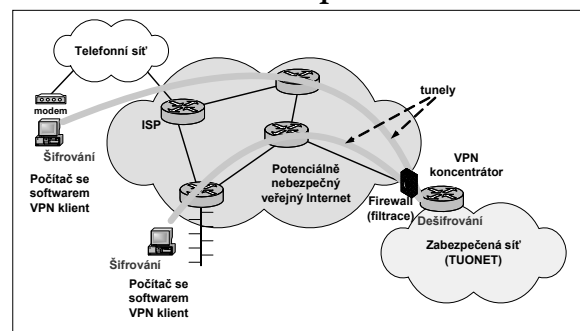 Telefonní síť
modem
ISP
tunely
Šifrování
Počítač se
softwarem
VPN klient
Potenciálně
nebezpečný
veřejný Internet
VPN
koncentrátor
Firewall
(filtrace)
Dešifrování
Zabezpečená síť
(TUONET)
Šifrování
Počítač se
softwarem
VPN klient